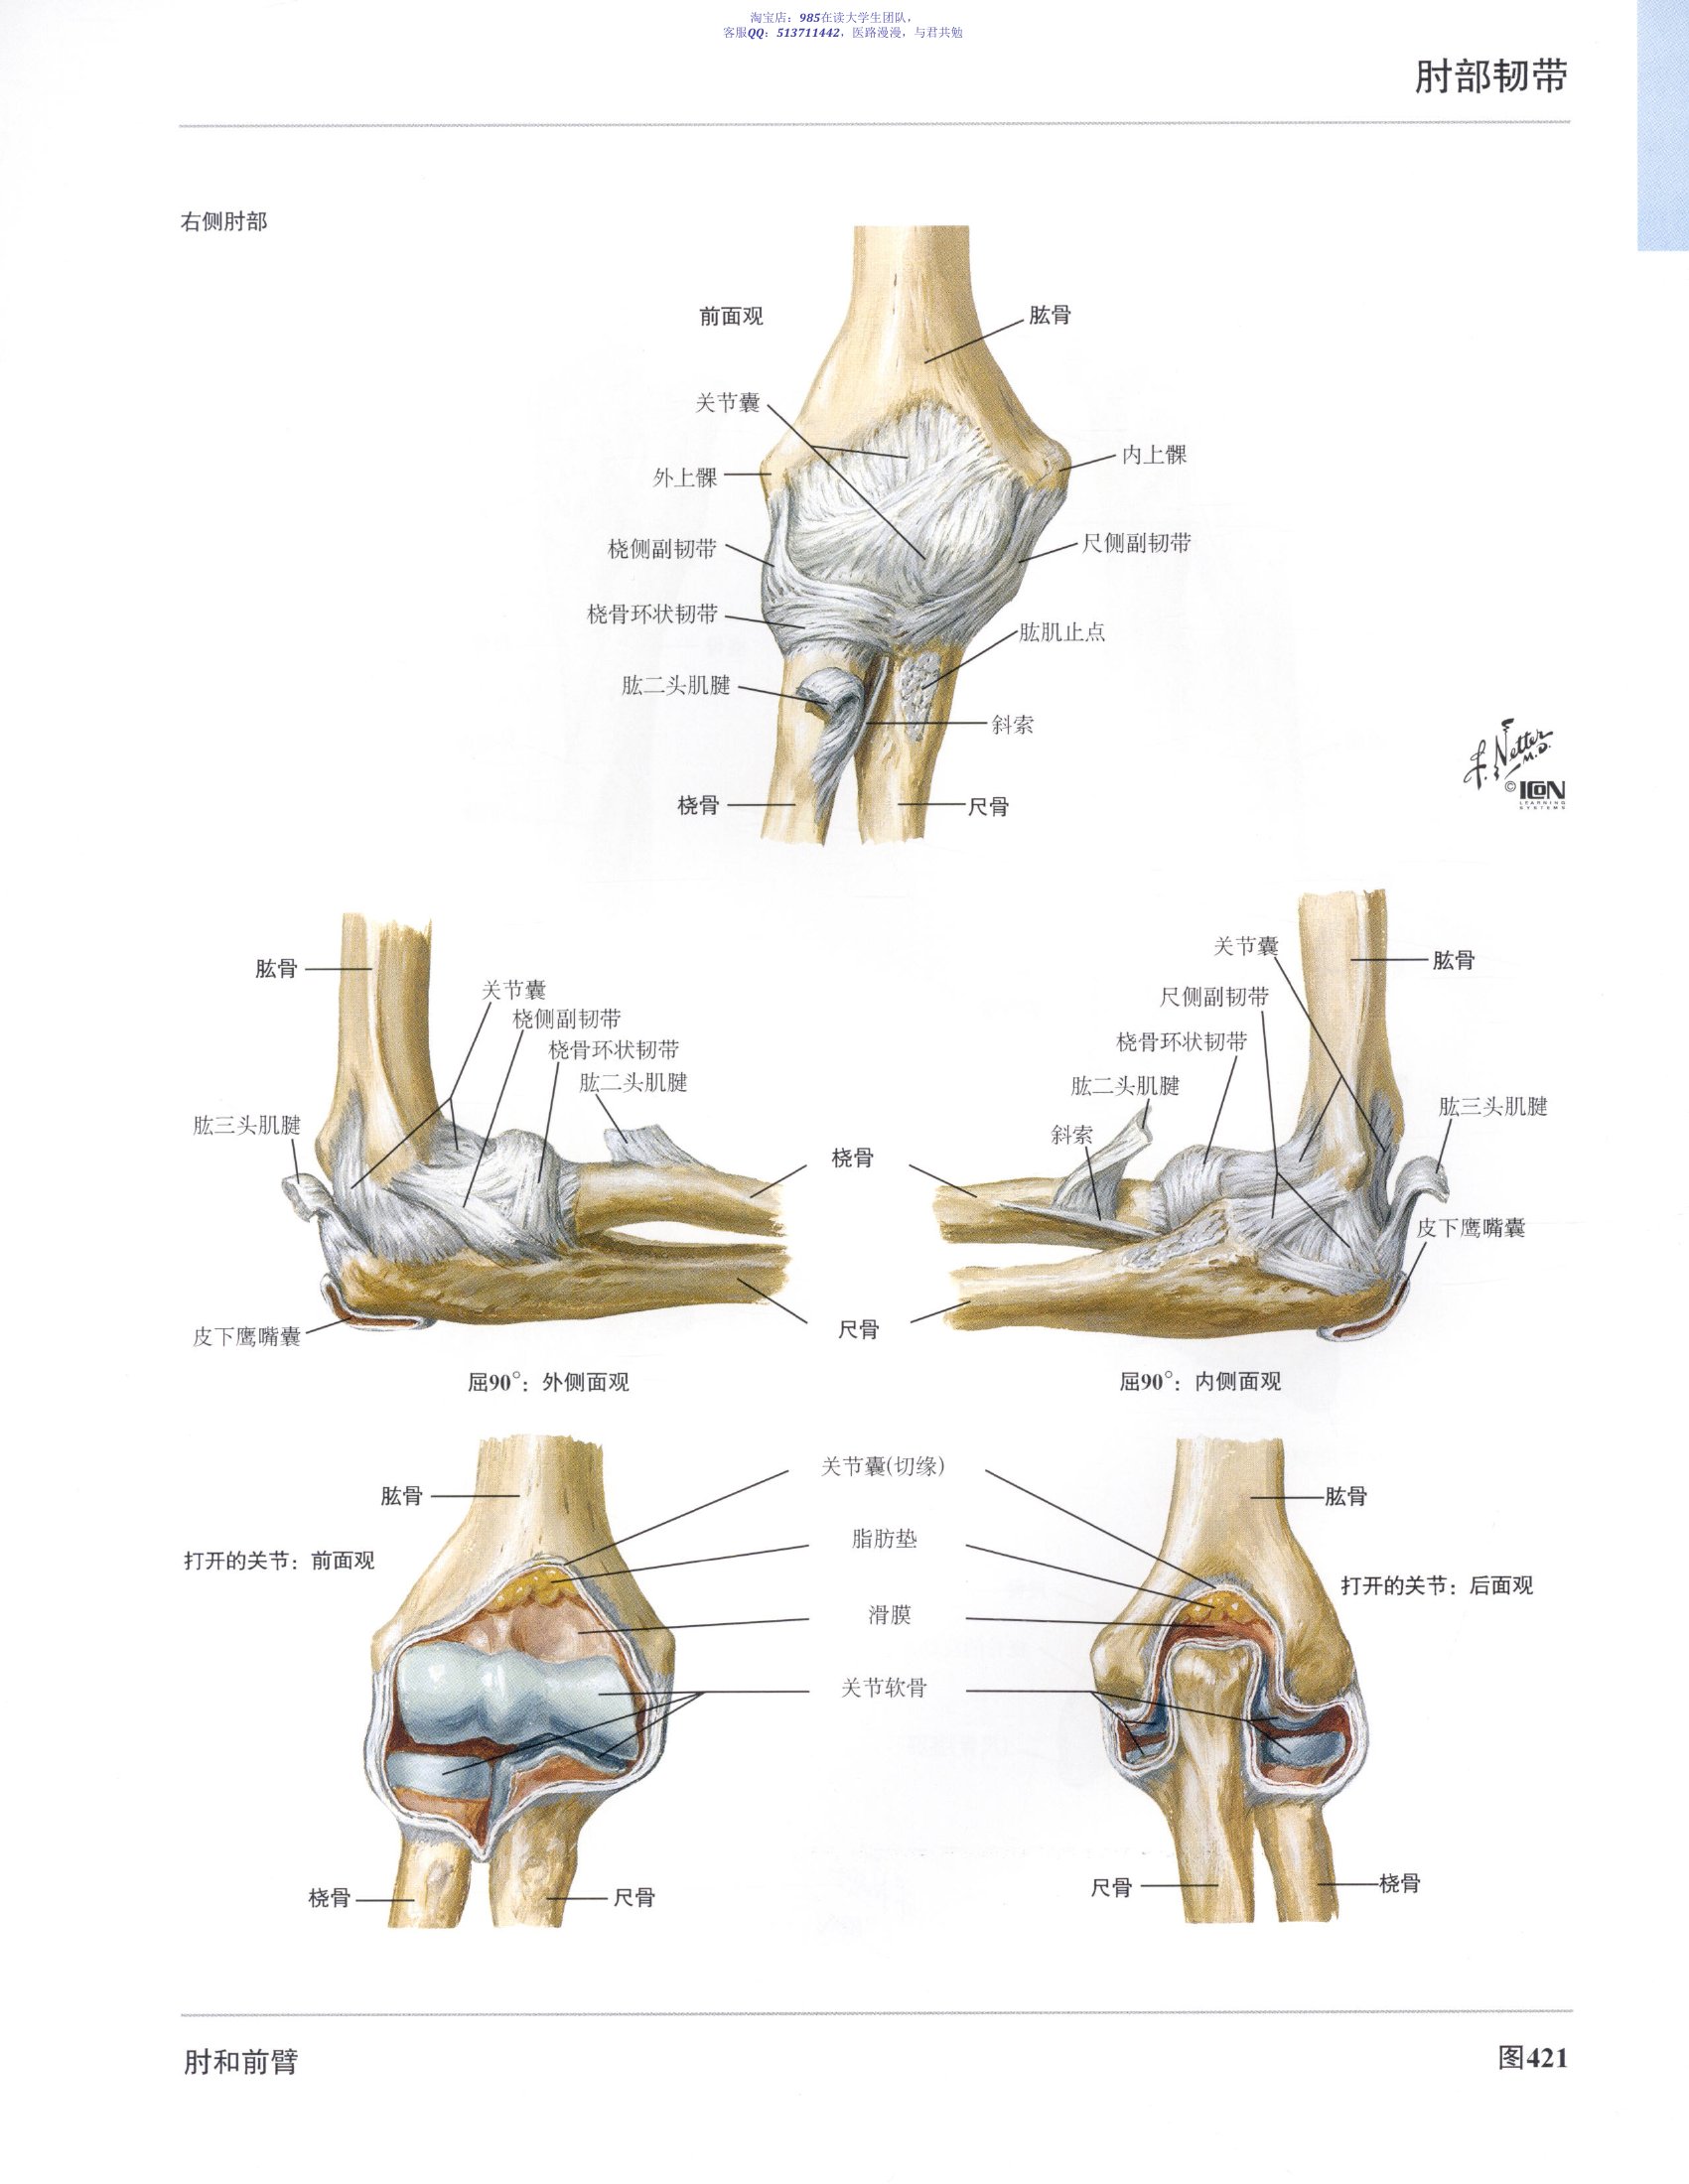 淘宝店：985在读大学生团队，
客服QQ：513711442，医路漫漫，与君共勉
肘部韧带
右侧肘部
前面观
肱骨
关节囊
内上髁
外上髁
桡侧副韧带
尺侧副韧带
桡骨环状韧带
肱肌止点
肱二头肌腱
斜索
桡骨
尺骨
F. Netter M.D.
© ICON
LEARNING SYSTEMS
肱骨
关节囊
桡侧副韧带
桡骨环状韧带
肱二头肌腱
肱三头肌腱
皮下鹰嘴囊
桡骨
尺骨
屈90°：外侧面观
关节囊
肱骨
尺侧副韧带
桡骨环状韧带
肱二头肌腱
斜索
肱三头肌腱
皮下鹰嘴囊
屈90°：内侧面观
肱骨
打开的关节：前面观
关节囊(切缘)
脂肪垫
滑膜
关节软骨
桡骨
尺骨
肱骨
打开的关节：后面观
尺骨
桡骨
肘和前臂
图421